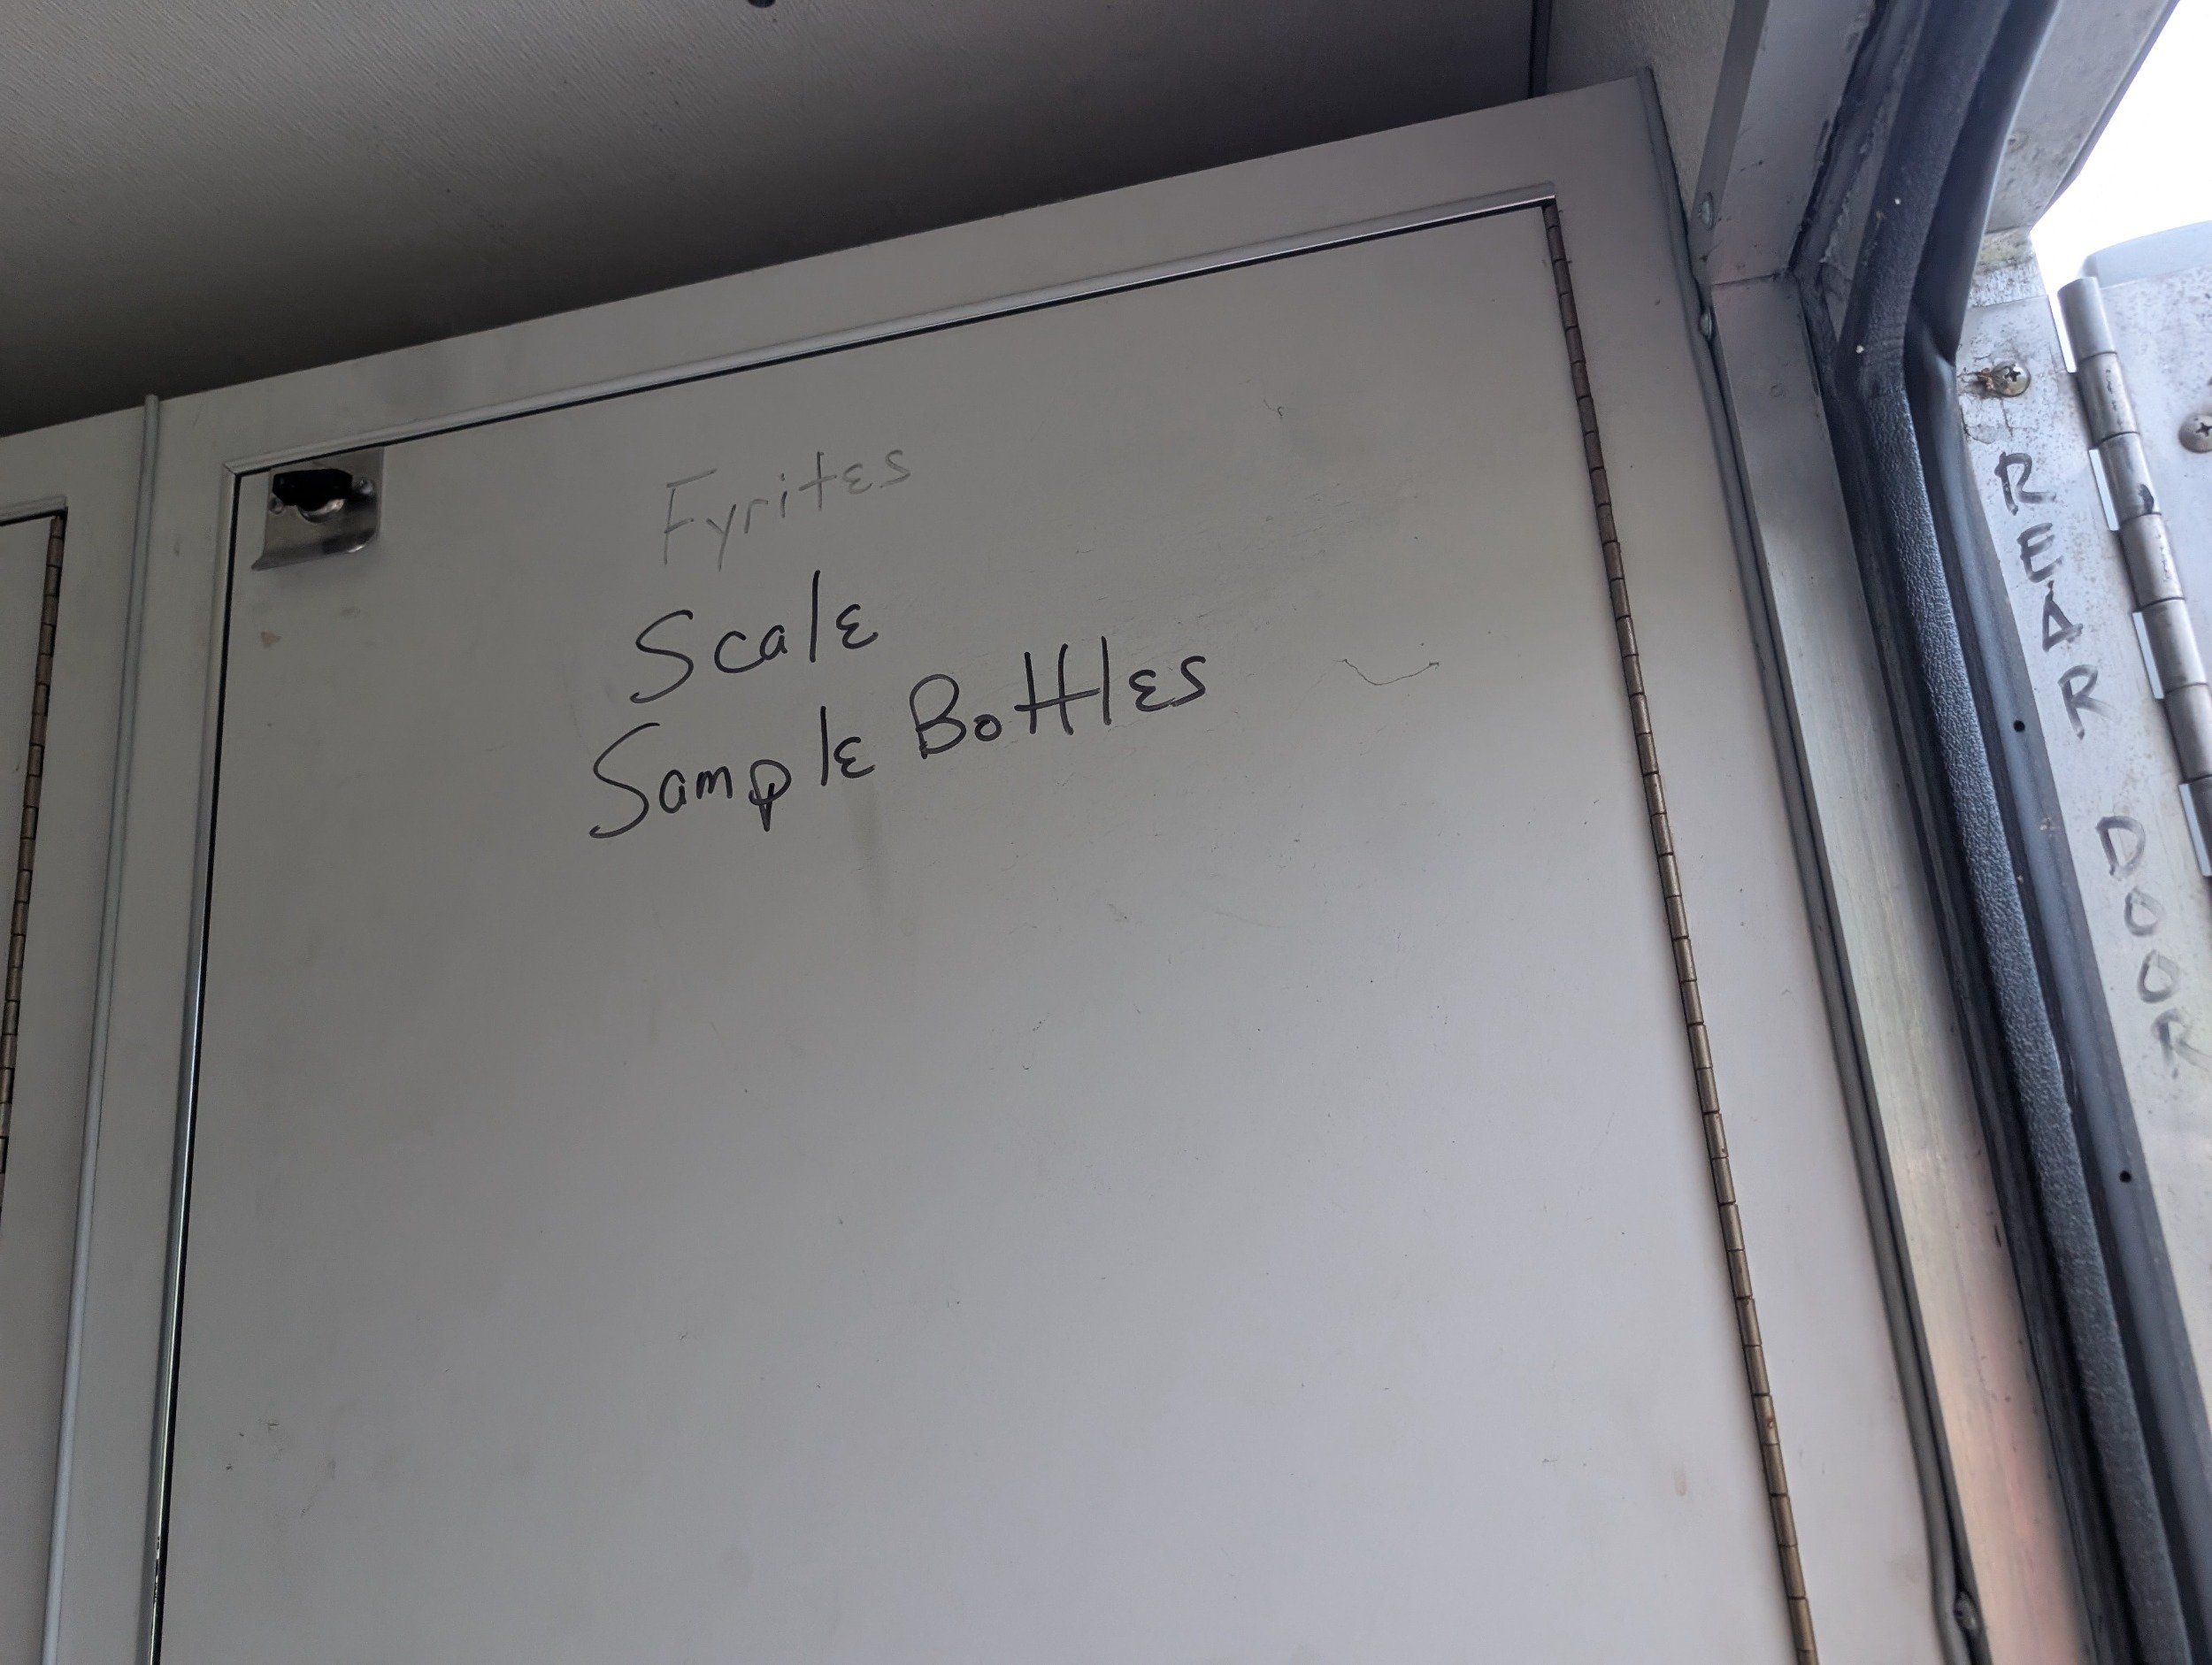 Fyrites
Scale
Sample Bottles
REAR DOOR